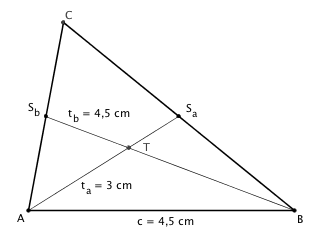 C
S_b
t_b = 4,5 cm
S_a
T
t_a = 3 cm
A
B
c = 4,5 cm